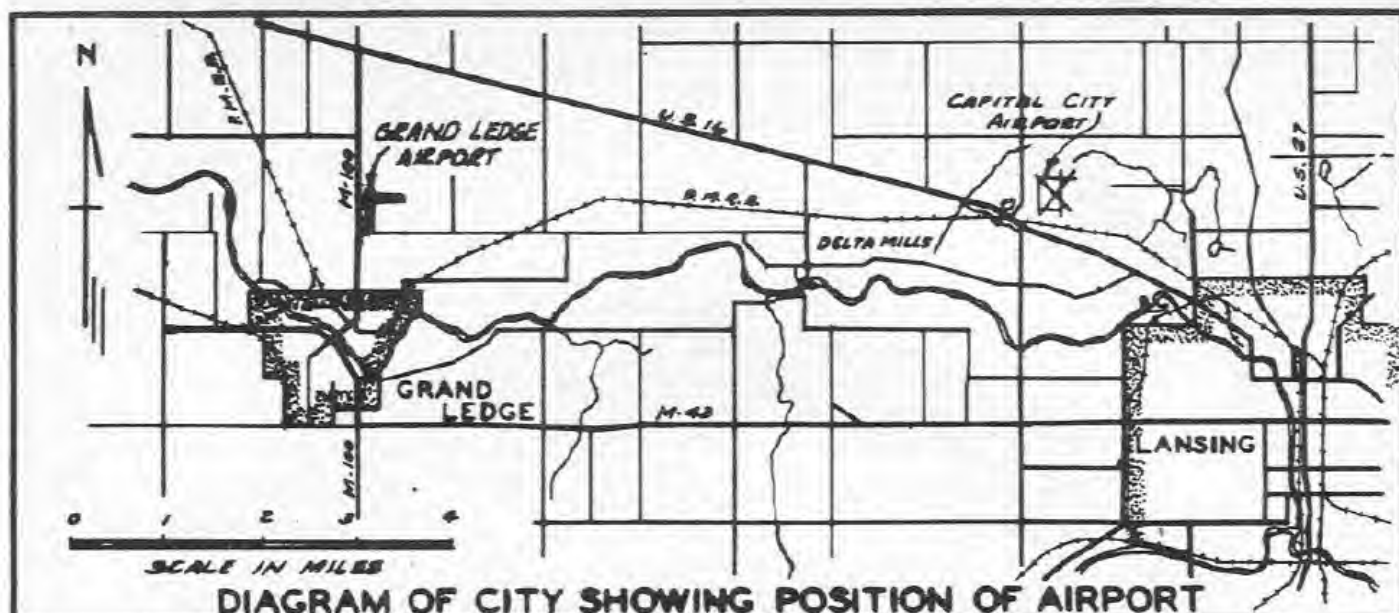 N
P.M.R.R.
M-100
GRAND LEDGE
AIRPORT
U.S. 16
CAPITAL CITY
AIRPORT
U.S. 27
P.M.R.R.
DELTA MILLS
GRAND
LEDGE
M-43
LANSING
M-100
0 1 2 3 4
SCALE IN MILES
DIAGRAM OF CITY SHOWING POSITION OF AIRPORT